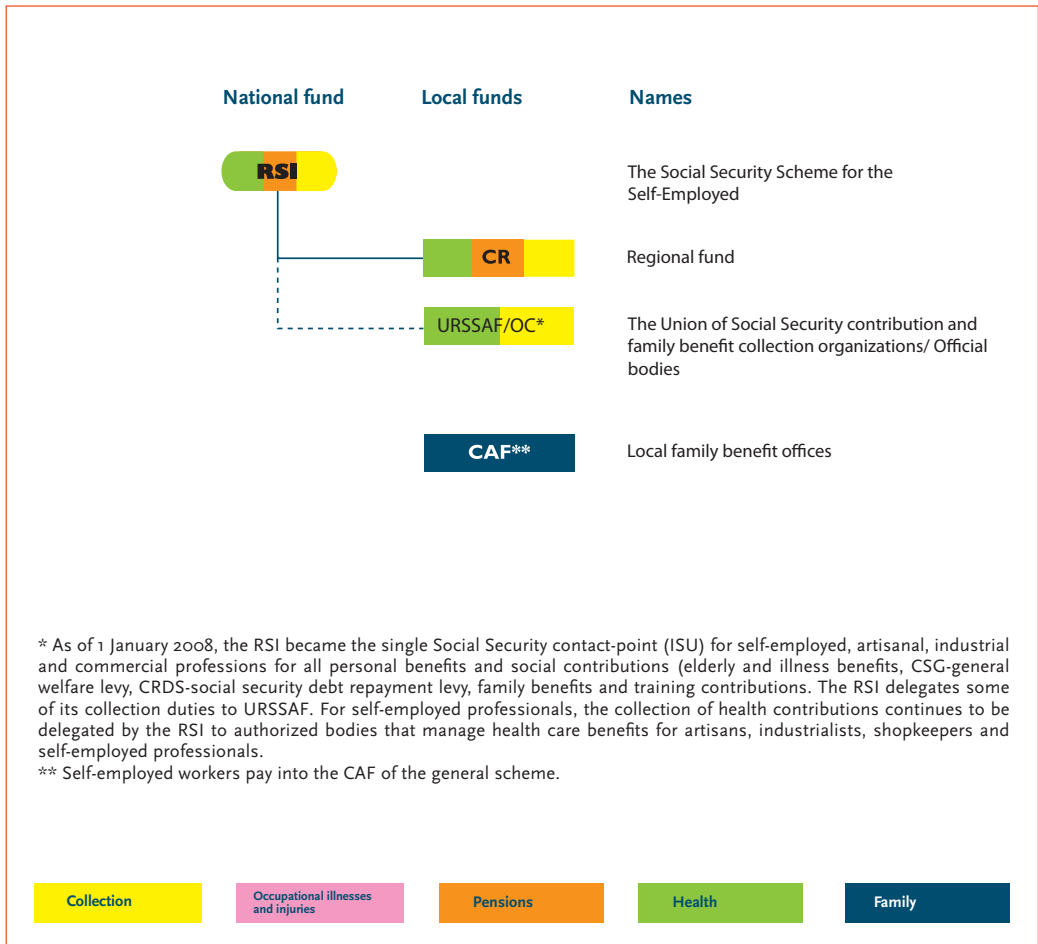 National fund Local funds Names
RSI The Social Security Scheme for the
Self-Employed
CR Regional fund
URSSAF/OC* The Union of Social Security contribution and
family benefit collection organizations/ Official
bodies
CAF** Local family benefit offices
* As of 1 January 2008, the RSI became the single Social Security contact-point (ISU) for self-employed, artisanal, industrial
and commercial professions for all personal benefits and social contributions (elderly and illness benefits, CSG-general
welfare levy, CRDS-social security debt repayment levy, family benefits and training contributions. The RSI delegates some
of its collection duties to URSSAF. For self-employed professionals, the collection of health contributions continues to be
delegated by the RSI to authorized bodies that manage health care benefits for artisans, industrialists, shopkeepers and
self-employed professionals.
** Self-employed workers pay into the CAF of the general scheme.
Collection
Occupational illnesses
and injuries
Pensions
Health
Family